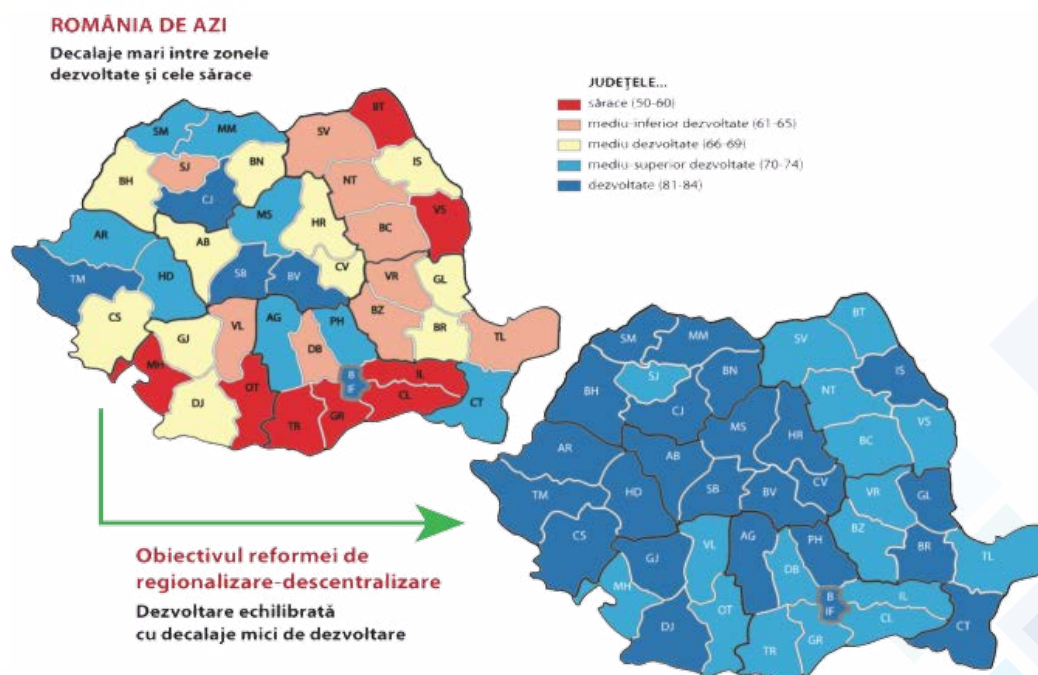 ROMÂNIA DE AZI
Decalaje mari intre zonele
dezvoltate și cele sărace
JUDEȚELE...
sărace (50-60)
mediu-inferior dezvoltate (61-65)
mediu dezvoltate (66-69)
mediu-superior dezvoltate (70-74)
dezvoltate (81-84)
BT
SM
MM
SV
IS
BH
SJ
BN
NT
CJ
MS
HR
VS
BC
AR
AB
TM
HD
SB
BV
CV
VR
GL
CS
GJ
VL
AG
PH
BZ
BR
TL
DB
MH
OT
B
IF
IL
CL
CT
DJ
TR
GR
Obiectivul reformei de
regionalizare-descentralizare
Dezvoltare echilibrată
cu decalaje mici de dezvoltare
BT
SM
MM
SV
SJ
BN
IS
BH
CJ
NT
MS
HR
VS
AR
AB
BC
TM
HD
SB
BV
CV
VR
GL
CS
GJ
VL
AG
PH
BZ
BR
TL
DB
MH
OT
B
IF
IL
CL
CT
DJ
TR
GR